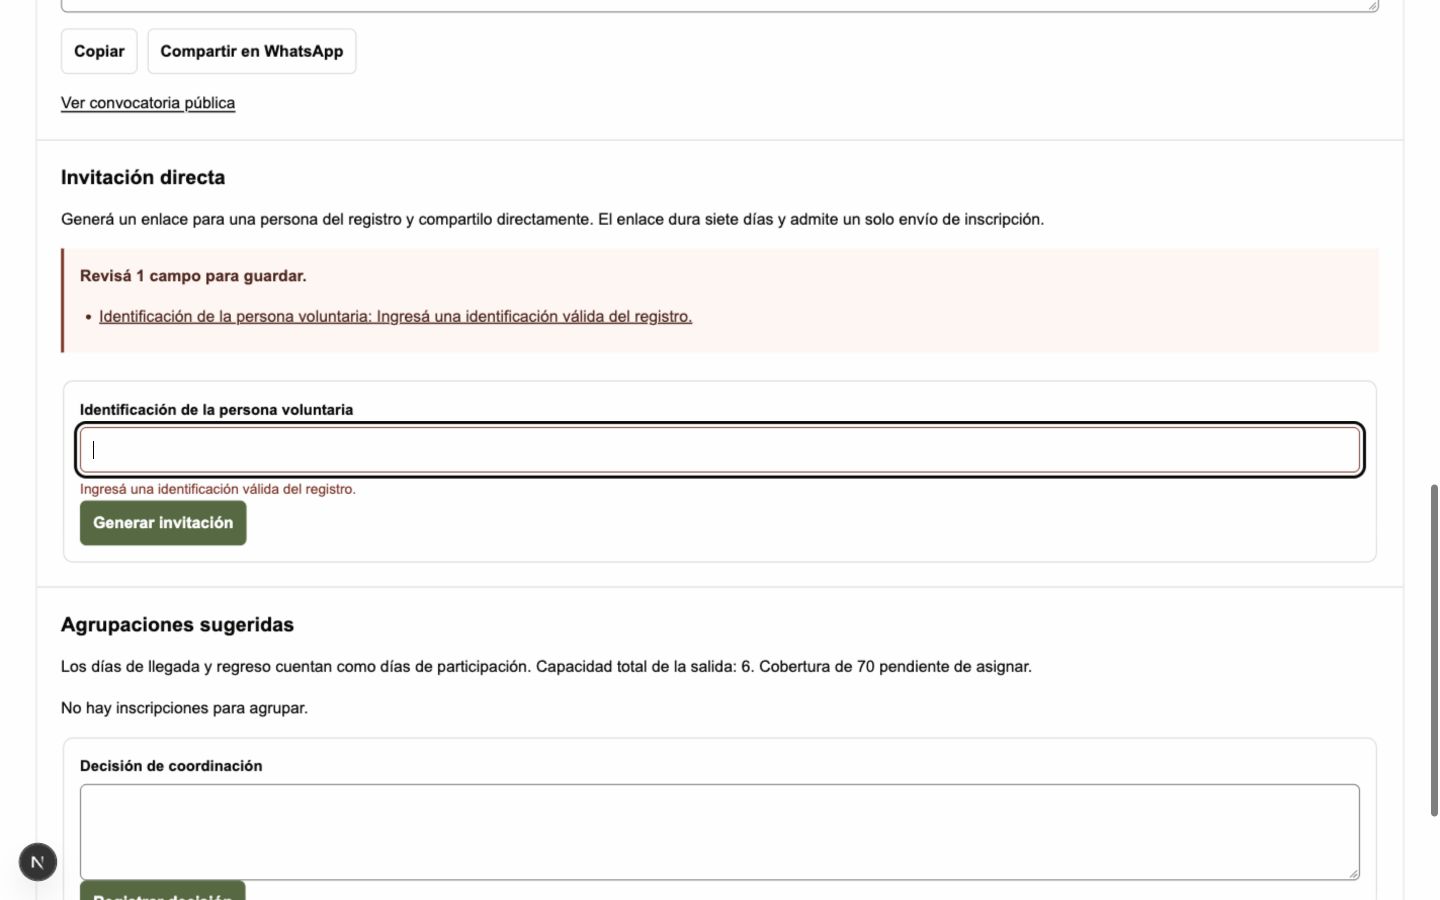 Copiar
Compartir en WhatsApp
Ver convocatoria pública
Invitación directa
Generá un enlace para una persona del registro y compartilo directamente. El enlace dura siete días y admite un solo envío de inscripción.
Revisá 1 campo para guardar.
• Identificación de la persona voluntaria: Ingresá una identificación válida del registro.
Identificación de la persona voluntaria
Ingresá una identificación válida del registro.
Generar invitación
Agrupaciones sugeridas
Los días de llegada y regreso cuentan como días de participación. Capacidad total de la salida: 6. Cobertura de 70 pendiente de asignar.
No hay inscripciones para agrupar.
Decisión de coordinación
N
Registrar decisión